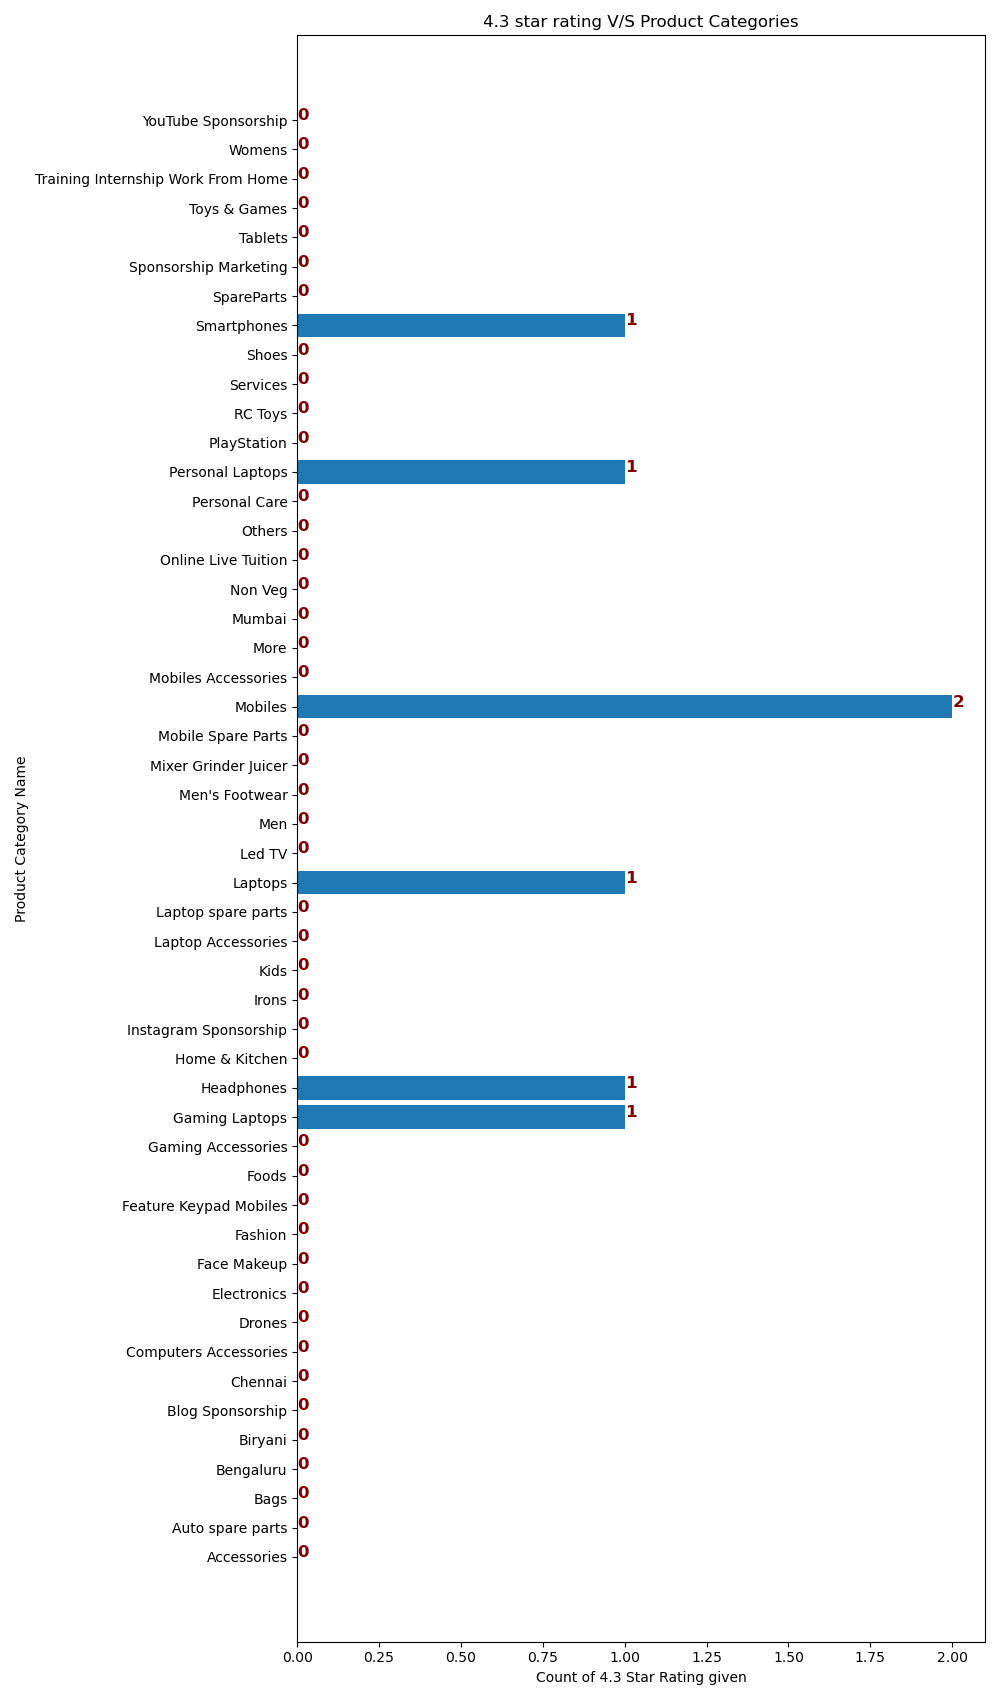 4.3 star rating V/S Product Categories
YouTube Sponsorship 0
Womens 0
Training Internship Work From Home 0
Toys & Games 0
Tablets 0
Sponsorship Marketing 0
SpareParts 0
Smartphones 1
Shoes 0
Services 0
RC Toys 0
PlayStation 0
Personal Laptops 1
Personal Care 0
Others 0
Online Live Tuition 0
Non Veg 0
Mumbai 0
More 0
Mobiles Accessories 0
Mobiles 2
Mobile Spare Parts 0
Mixer Grinder Juicer 0
Men's Footwear 0
Men 0
Led TV 0
Laptops 1
Laptop spare parts 0
Laptop Accessories 0
Kids 0
Irons 0
Instagram Sponsorship 0
Home & Kitchen 0
Headphones 1
Gaming Laptops 1
Gaming Accessories 0
Foods 0
Feature Keypad Mobiles 0
Fashion 0
Face Makeup 0
Electronics 0
Drones 0
Computers Accessories 0
Chennai 0
Blog Sponsorship 0
Biryani 0
Bengaluru 0
Bags 0
Auto spare parts 0
Accessories 0
Product Category Name
0.00 0.25 0.50 0.75 1.00 1.25 1.50 1.75 2.00
Count of 4.3 Star Rating given